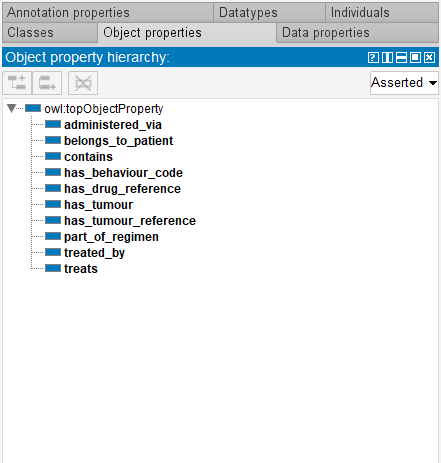 Annotation properties Datatypes Individuals
Classes Object properties Data properties
Object property hierarchy:
Asserted
owl:topObjectProperty
administered_via
belongs_to_patient
contains
has_behaviour_code
has_drug_reference
has_tumour
has_tumour_reference
part_of_regimen
treated_by
treats